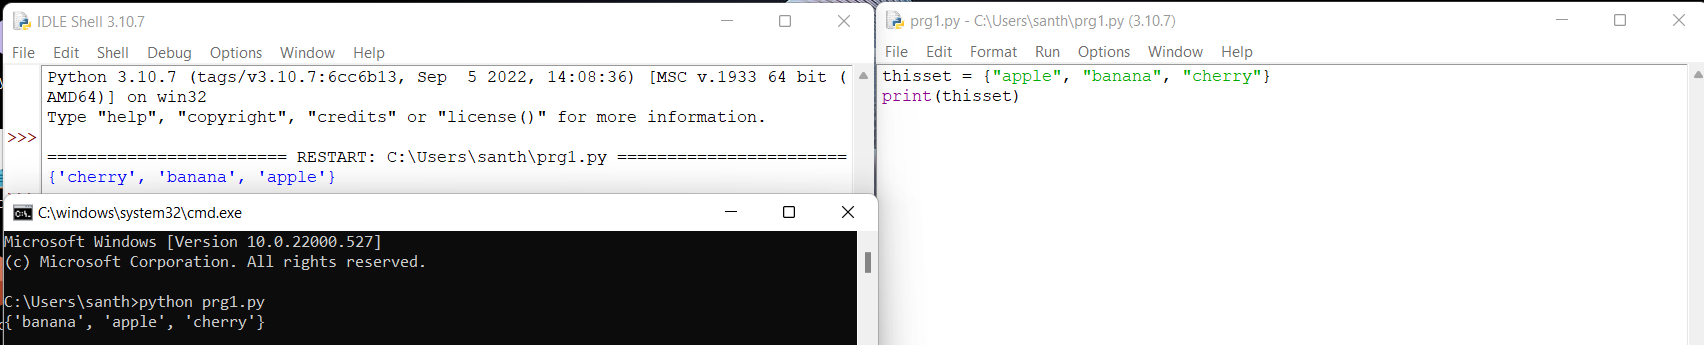 IDLE Shell 3.10.7
File Edit Shell Debug Options Window Help
Python 3.10.7 (tags/v3.10.7:6cc6b13, Sep  5 2022, 14:08:36) [MSC v.1933 64 bit (
AMD64)] on win32
Type "help", "copyright", "credits" or "license()" for more information.
>>>
======================== RESTART: C:\Users\santh\prg1.py =======================
{'cherry', 'banana', 'apple'}
C:\windows\system32\cmd.exe
Microsoft Windows [Version 10.0.22000.527]
(c) Microsoft Corporation. All rights reserved.
C:\Users\santh>python prg1.py
{'banana', 'apple', 'cherry'}
prg1.py - C:\Users\santh\prg1.py (3.10.7)
File Edit Format Run Options Window Help
thisset = {"apple", "banana", "cherry"}
print(thisset)